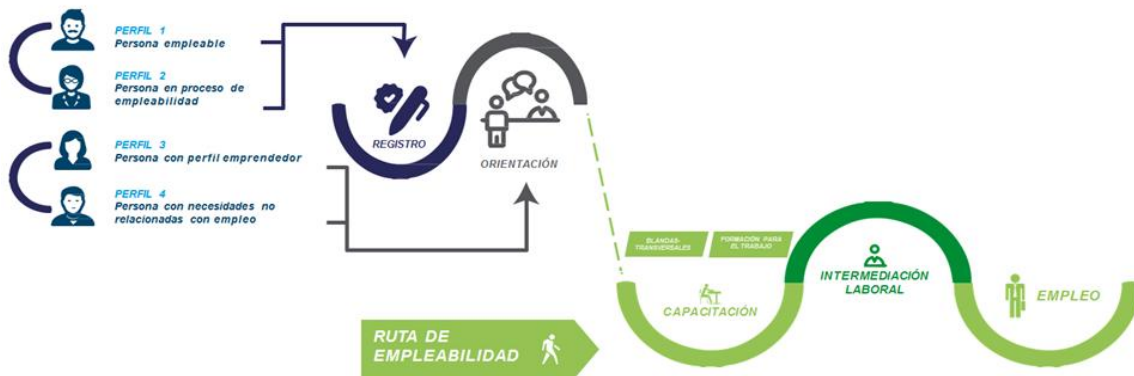 PERFIL 1
Persona empleable
PERFIL 2
Persona en proceso de
empleabilidad
PERFIL 3
Persona con perfil emprendedor
PERFIL 4
Persona con necesidades no
relacionadas con empleo
REGISTRO
ORIENTACIÓN
BLANDAS-
TRANSVERSALES
FORMACIÓN PARA
EL TRABAJO
CAPACITACIÓN
INTERMEDIACIÓN
LABORAL
EMPLEO
RUTA DE
EMPLEABILIDAD